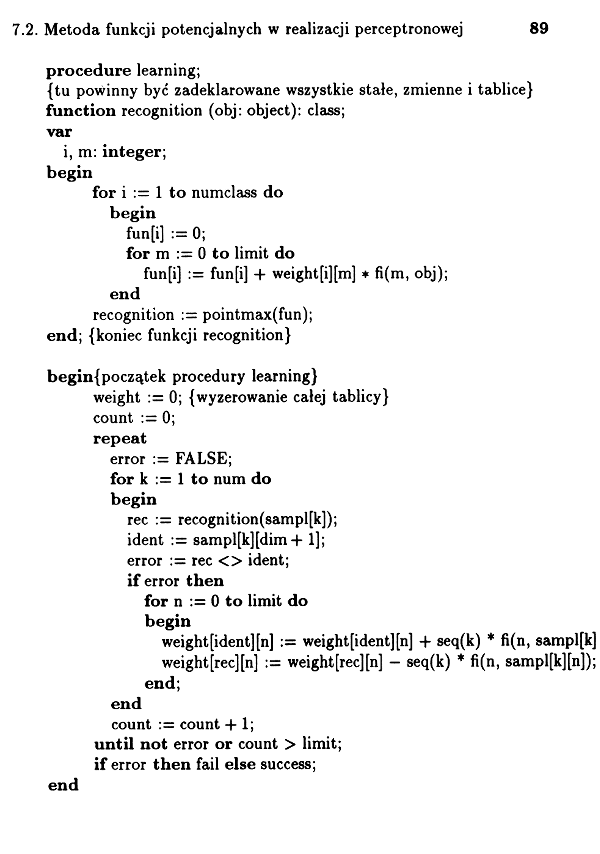 7.2. Metoda funkcji potencjalnych w realizacji perceptronowej 89
procedure learning;
{tu powinny być zadeklarowane wszystkie stałe, zmienne i tablice}
function recognition (obj: object): class;
var
i, m: integer;
begin
for i := 1 to numclass do
begin
fun[i] := 0;
for m := 0 to limit do
fun[i] := fun[i] + weight[i][m] * fi(m, obj);
end
recognition := pointmax(fun);
end; {koniec funkcji recognition}
begin{początek procedury learning}
weight := 0; {wyzerowanie całej tablicy}
count := 0;
repeat
error := FALSE;
for k := 1 to num do
begin
rec := recognition(sampl[k]);
ident := sampl[k][dim + 1];
error := rec <> ident;
if error then
for n := 0 to limit do
begin
weight[ident][n] := weight[ident][n] + seq(k) * fi(n, sampl[k]
weight[rec][n] := weight[rec][n] − seq(k) * fi(n, sampl[k][n]);
end;
end
count := count + 1;
until not error or count > limit;
if error then fail else success;
end